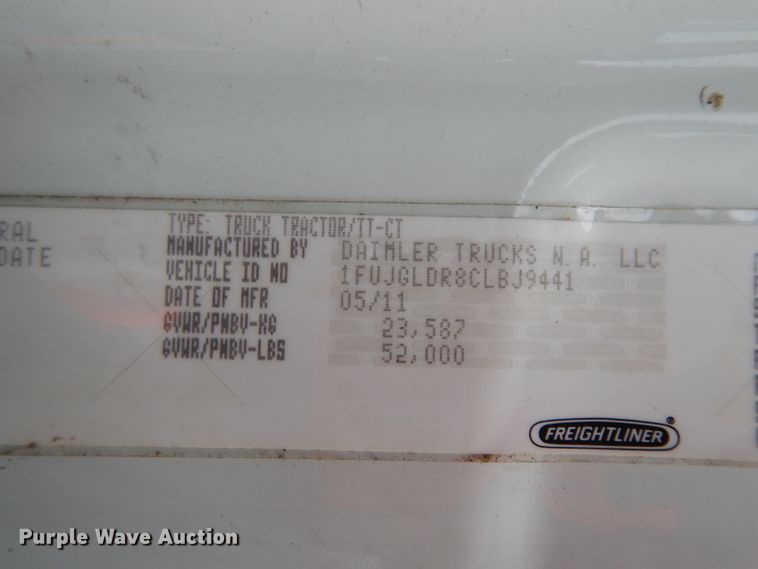 RAL
DATE
TYPE: TRUCK TRACTOR/TT-CT
MANUFACTURED BY DAIMLER TRUCKS N.A. LLC
VEHICLE ID NO 1FUJGLDR8CLBJ9441
DATE OF MFR 05/11
GVWR/PNBV-KG 23,587
GVWR/PNBV-LBS 52,000
FREIGHTLINER®
Purple Wave Auction